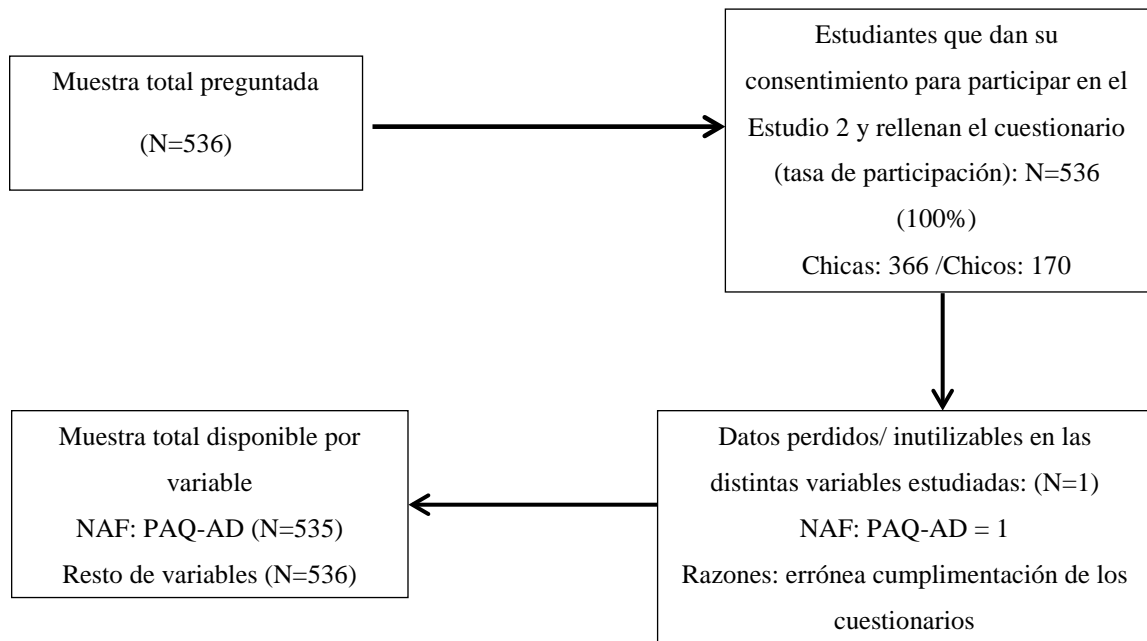 Muestra total preguntada
(N=536)
Estudiantes que dan su
consentimiento para participar en el
Estudio 2 y rellenan el cuestionario
(tasa de participación): N=536
(100%)
Chicas: 366 /Chicos: 170
Datos perdidos/ inutilizables en las
distintas variables estudiadas: (N=1)
NAF: PAQ-AD = 1
Razones: errónea cumplimentación de los
cuestionarios
Muestra total disponible por
variable
NAF: PAQ-AD (N=535)
Resto de variables (N=536)